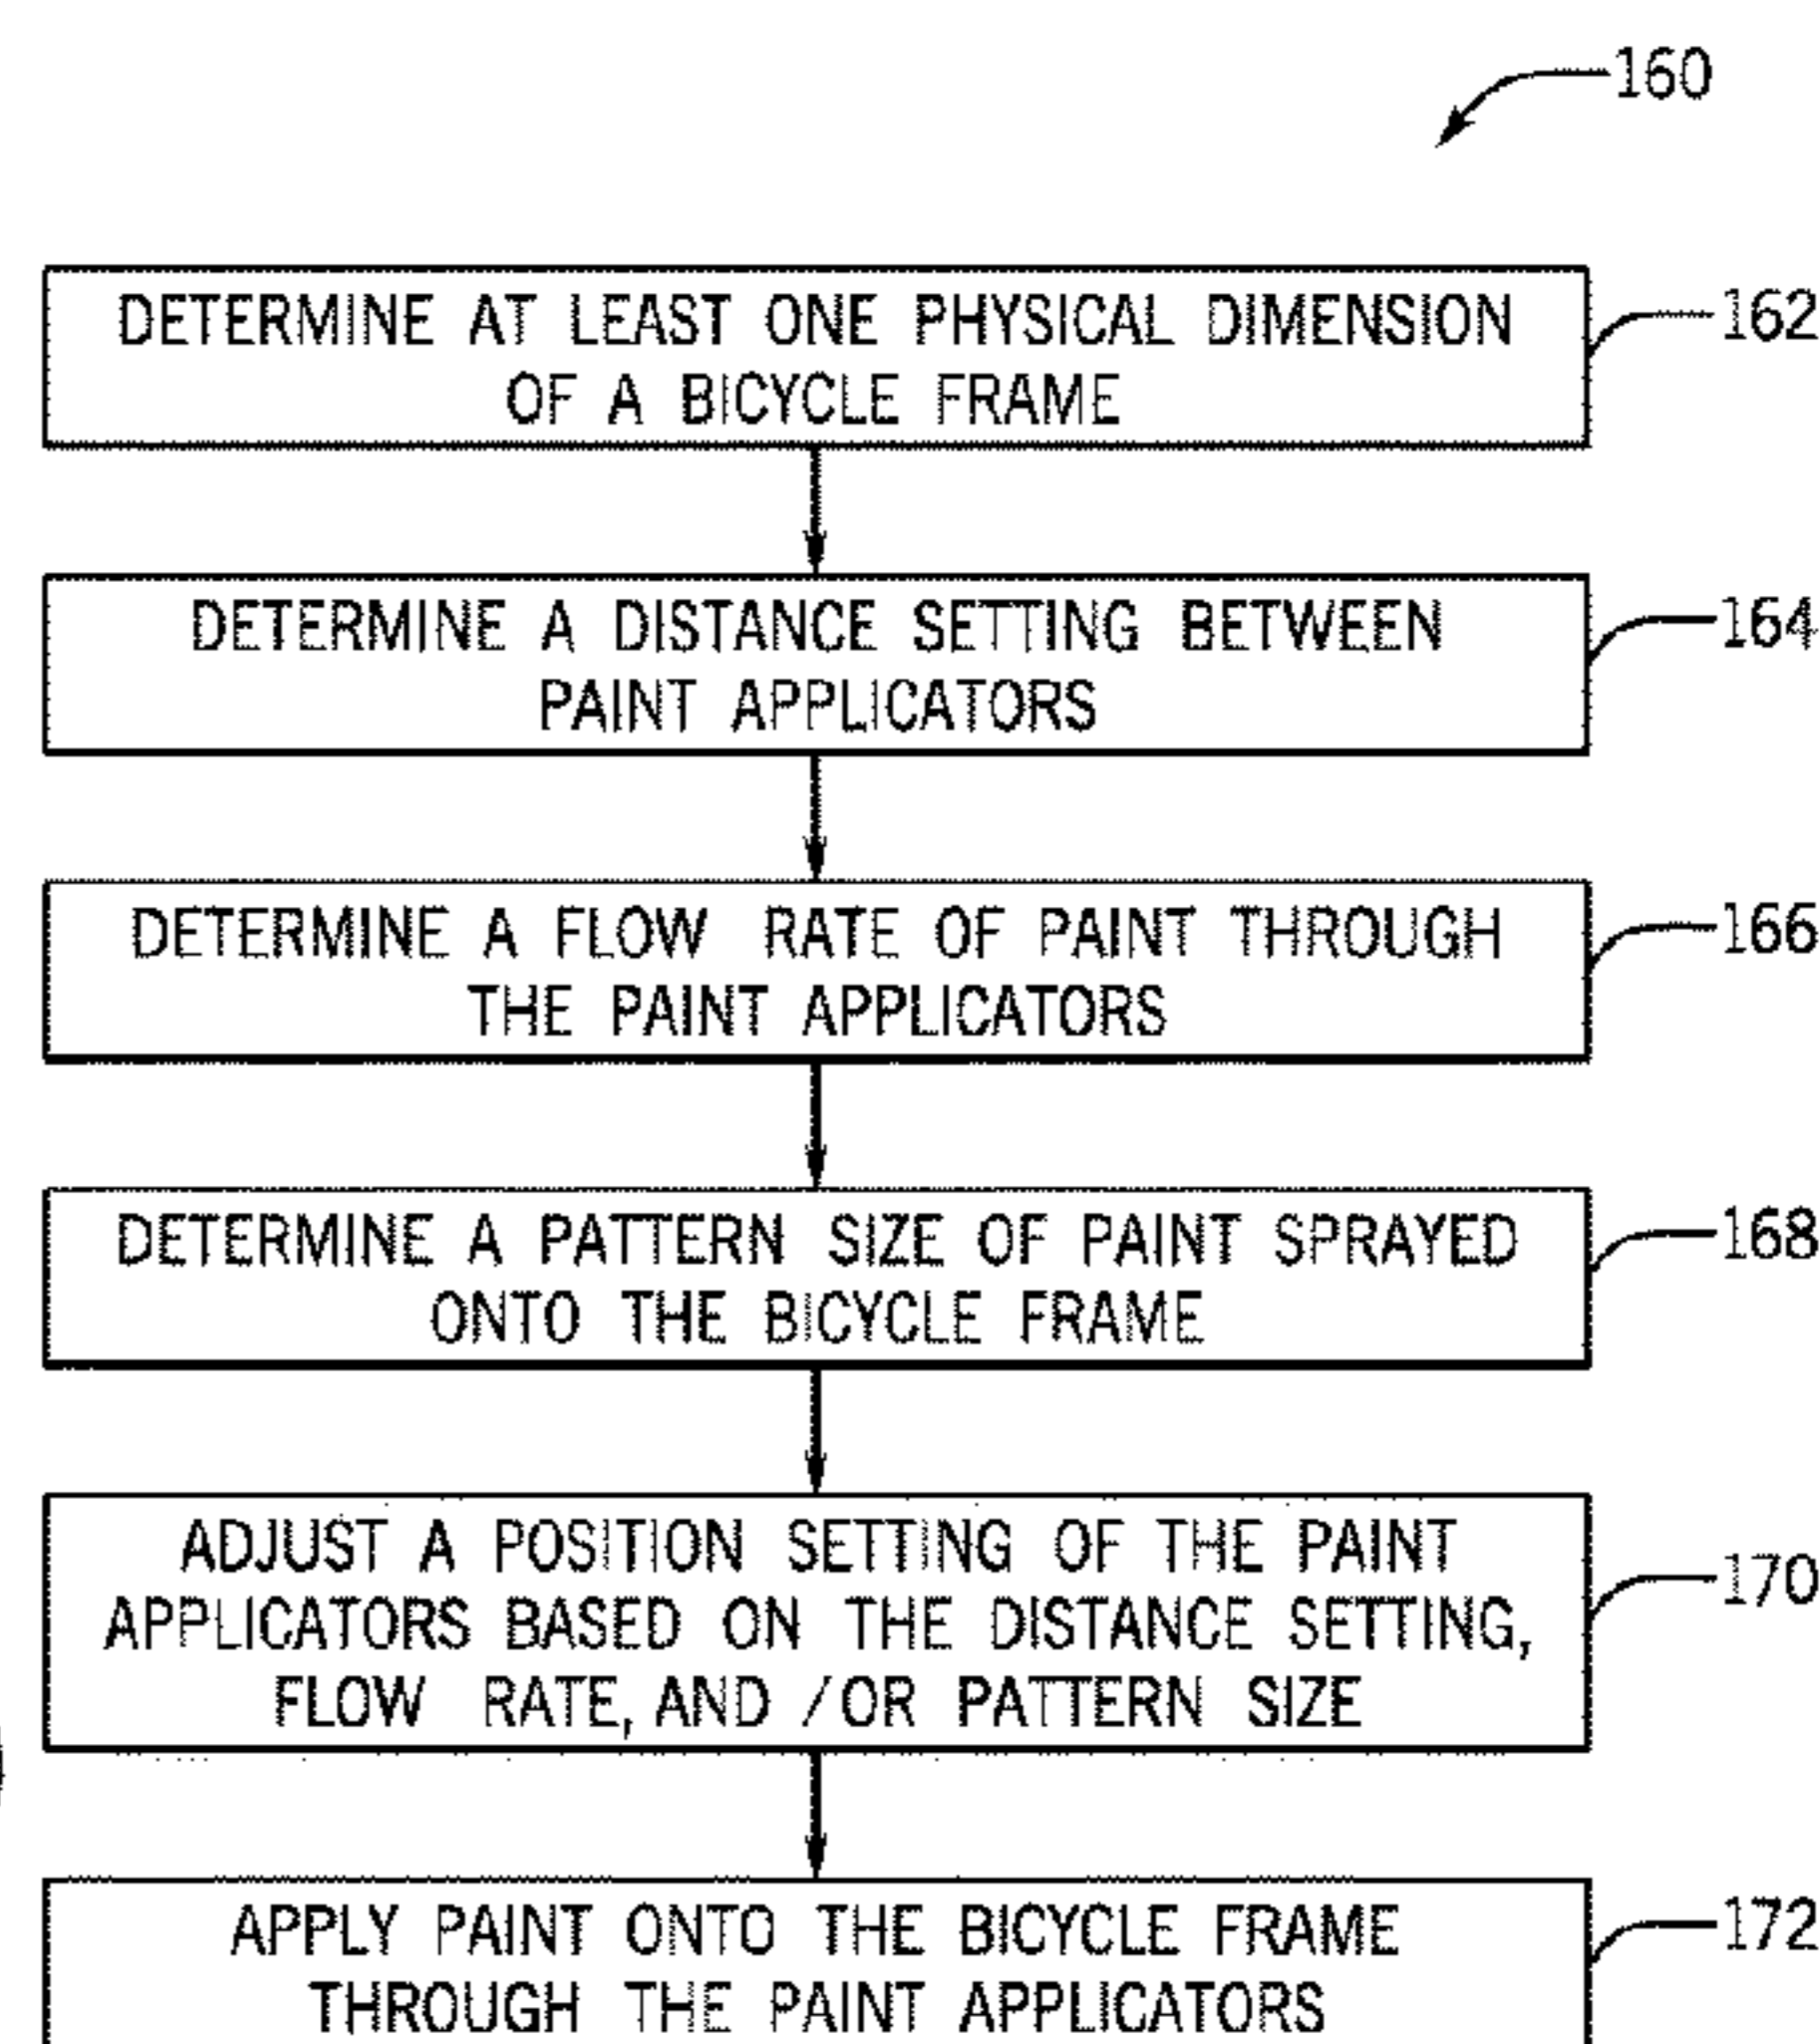 160
DETERMINE AT LEAST ONE PHYSICAL DIMENSION
OF A BICYCLE FRAME
162
DETERMINE A DISTANCE SETTING BETWEEN
PAINT APPLICATORS
164
DETERMINE A FLOW RATE OF PAINT THROUGH
THE PAINT APPLICATORS
166
DETERMINE A PATTERN SIZE OF PAINT SPRAYED
ONTO THE BICYCLE FRAME
168
ADJUST A POSITION SETTING OF THE PAINT
APPLICATORS BASED ON THE DISTANCE SETTING,
FLOW RATE, AND /OR PATTERN SIZE
170
APPLY PAINT ONTO THE BICYCLE FRAME
THROUGH THE PAINT APPLICATORS
172